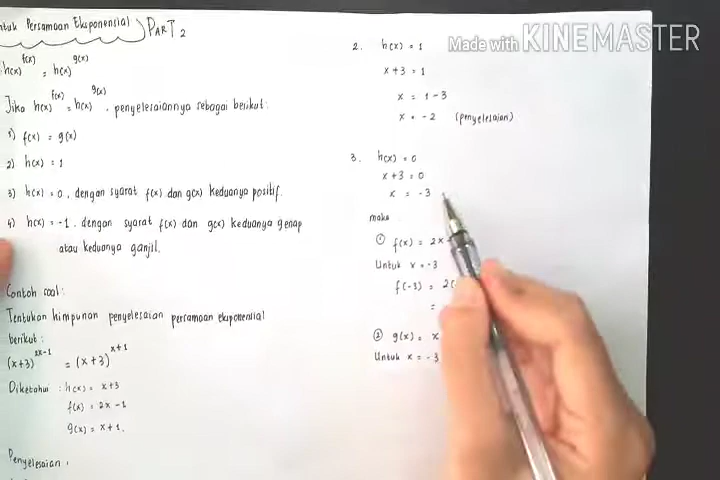 ntuk Persamaan Eksponensial) PART 2
h(x)^f(x) = h(x)^g(x)
Jika h(x)^f(x) = h(x)^g(x), penyelesaiannya sebagai berikut:
1) f(x) = g(x)
2) h(x) = 1
3) h(x) = 0, dengan syarat f(x) dan g(x) keduanya positif.
4) h(x) = -1, dengan syarat f(x) dan g(x) keduanya genap
atau keduanya ganjil.
Contoh soal:
Tentukan himpunan penyelesaian persamaan eksponensial
berikut:
(x+3)^2x-1 = (x+3)^x+1
Diketahui : h(x) = x+3
f(x) = 2x-1
g(x) = x+1.
Penyelesaian,
2. h(x) = 1
x+3 = 1
x = 1-3
x = -2 (penyelesaian)
3. h(x) = 0
x+3 = 0
x = -3
maka
① f(x) = 2x-
Untuk x = -3
f(-3) = 2(
=
② g(x) = x
Untuk x = -3
Made with KINEMASTER